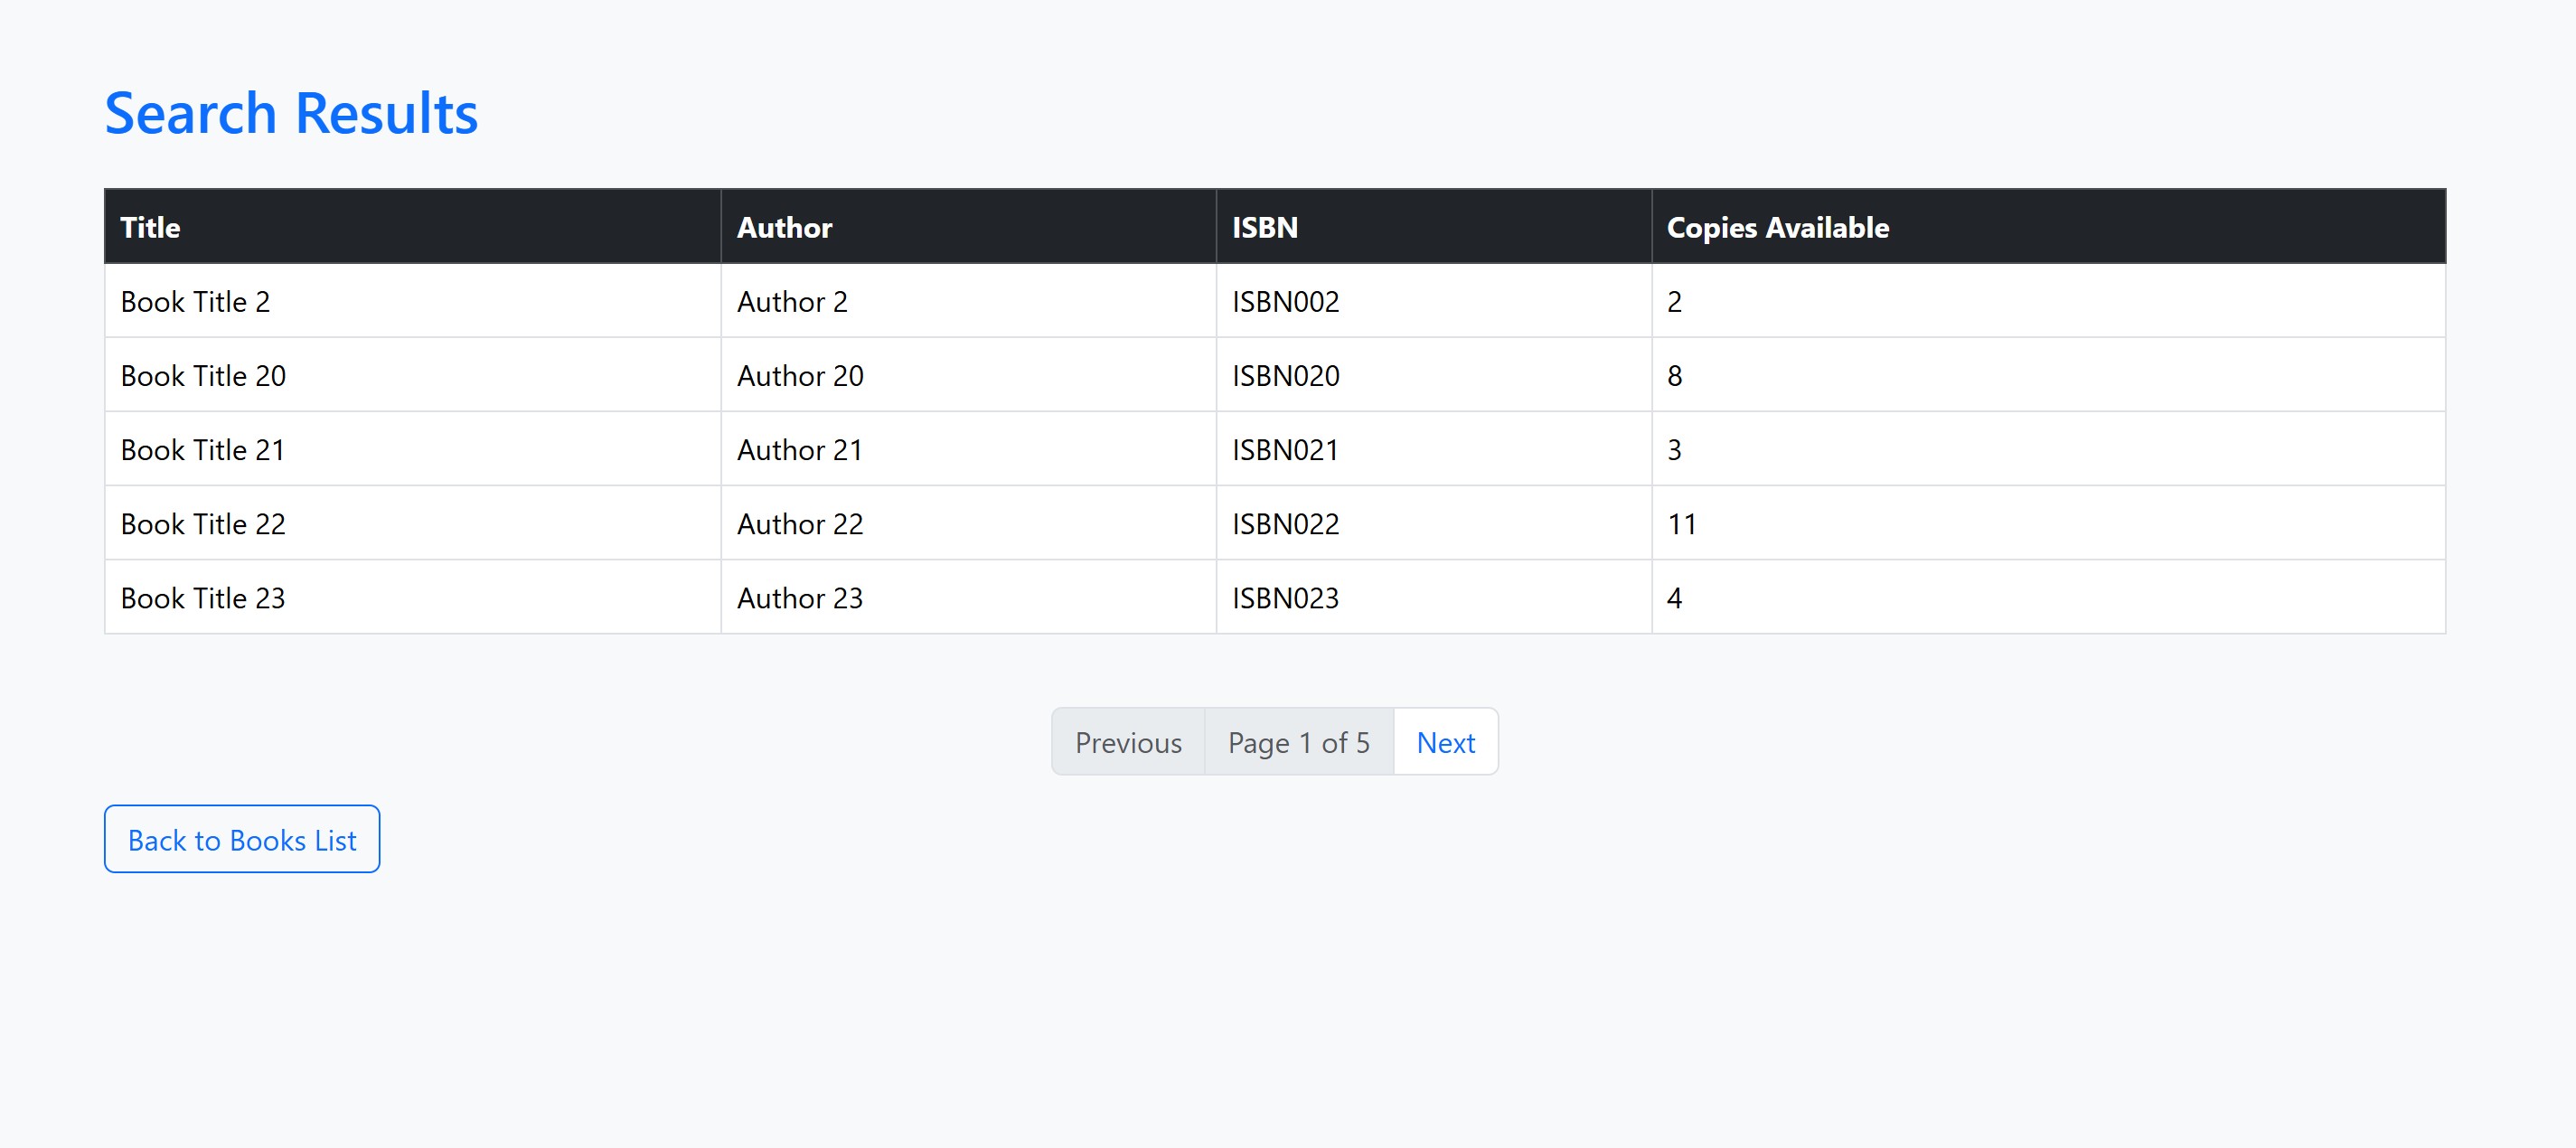 Search Results
Title Author ISBN Copies Available
Book Title 2 Author 2 ISBN002 2
Book Title 20 Author 20 ISBN020 8
Book Title 21 Author 21 ISBN021 3
Book Title 22 Author 22 ISBN022 11
Book Title 23 Author 23 ISBN023 4
Previous Page 1 of 5 Next
Back to Books List